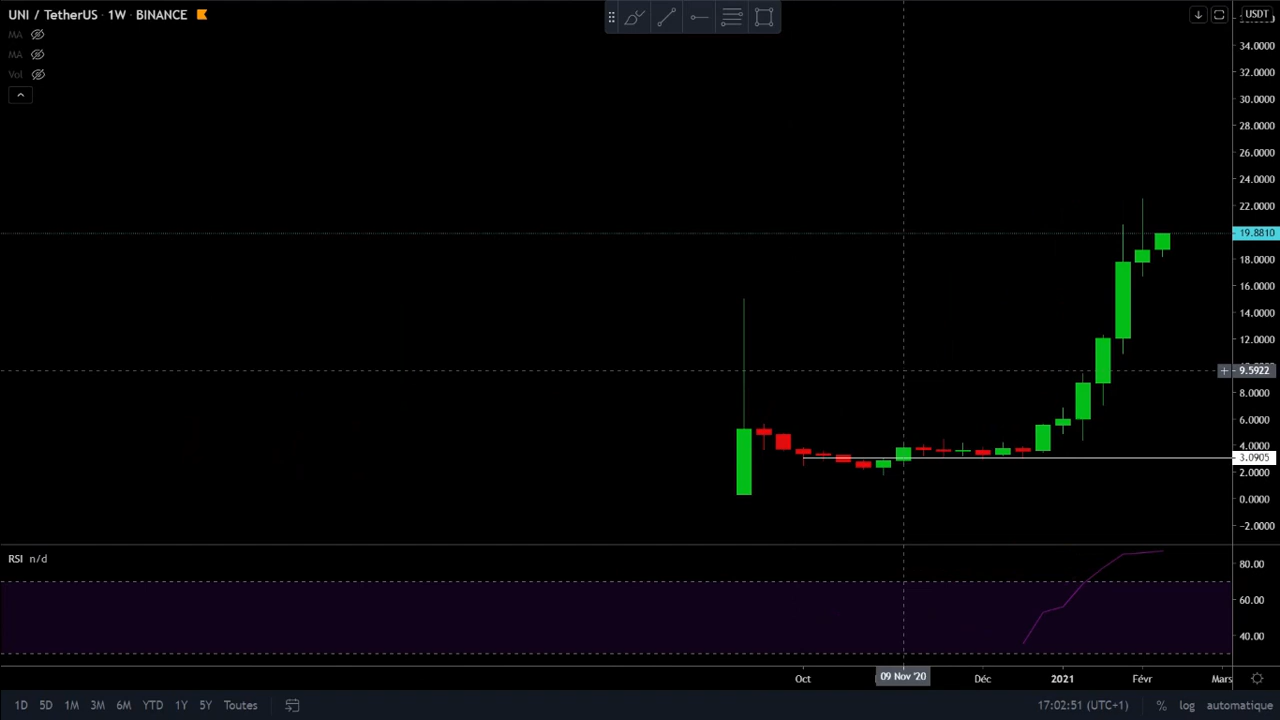 UNI / TetherUS · 1W · BINANCE
MA
MA
Vol
USDT
34.0000
32.0000
30.0000
28.0000
26.0000
24.0000
22.0000
19.8810
18.0000
16.0000
14.0000
12.0000
9.5922
8.0000
6.0000
4.0000
3.0905
2.0000
0.0000
−2.0000
RSI n/d
80.00
60.00
40.00
Oct
09 Nov '20
Déc
2021
Févr
Mars
1D 5D 1M 3M 6M YTD 1Y 5Y Toutes
17:02:51 (UTC+1) % log automatique